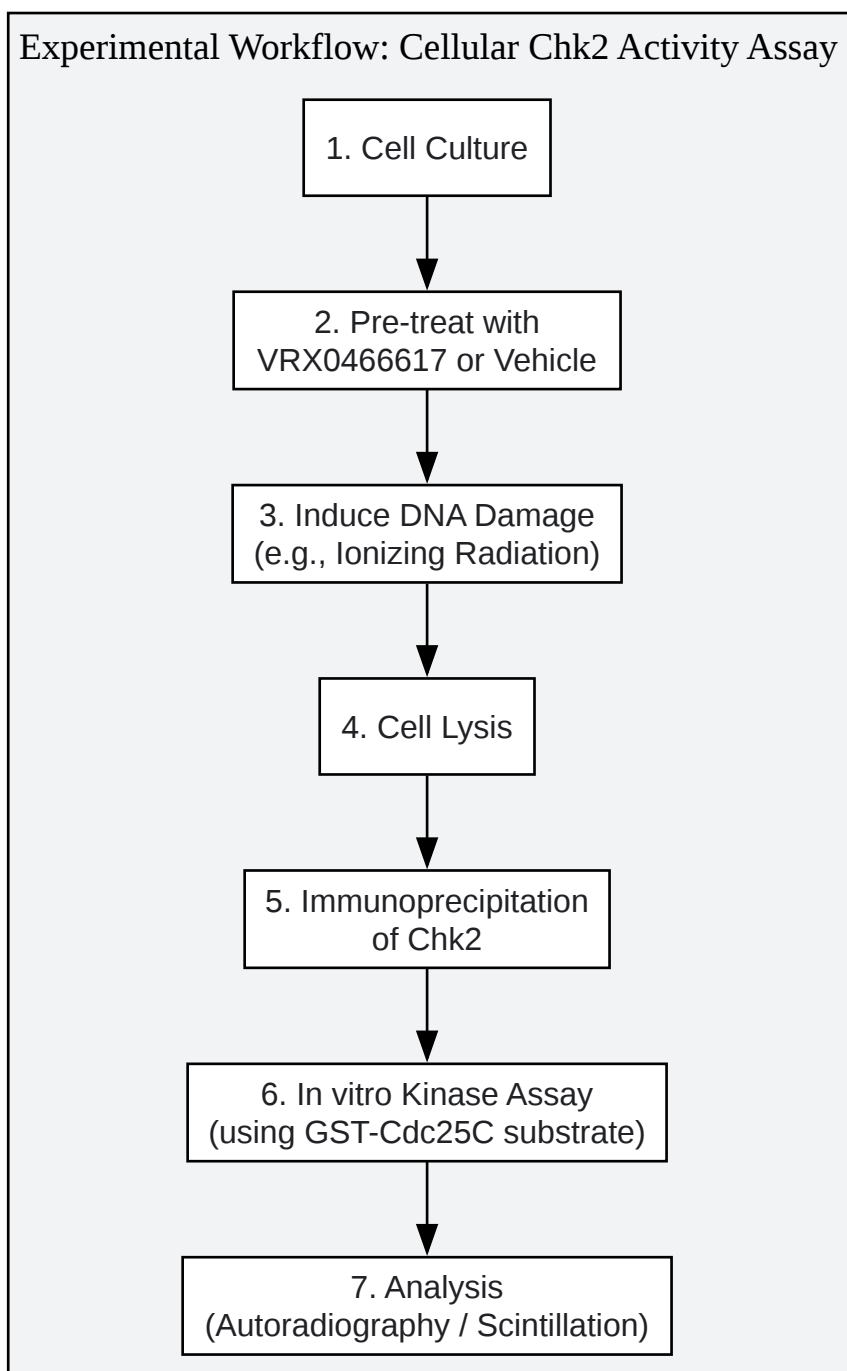 Experimental Workflow: Cellular Chk2 Activity Assay
1. Cell Culture
2. Pre-treat with
VRX0466617 or Vehicle
3. Induce DNA Damage
(e.g., Ionizing Radiation)
4. Cell Lysis
5. Immunoprecipitation
of Chk2
6. In vitro Kinase Assay
(using GST-Cdc25C substrate)
7. Analysis
(Autoradiography / Scintillation)